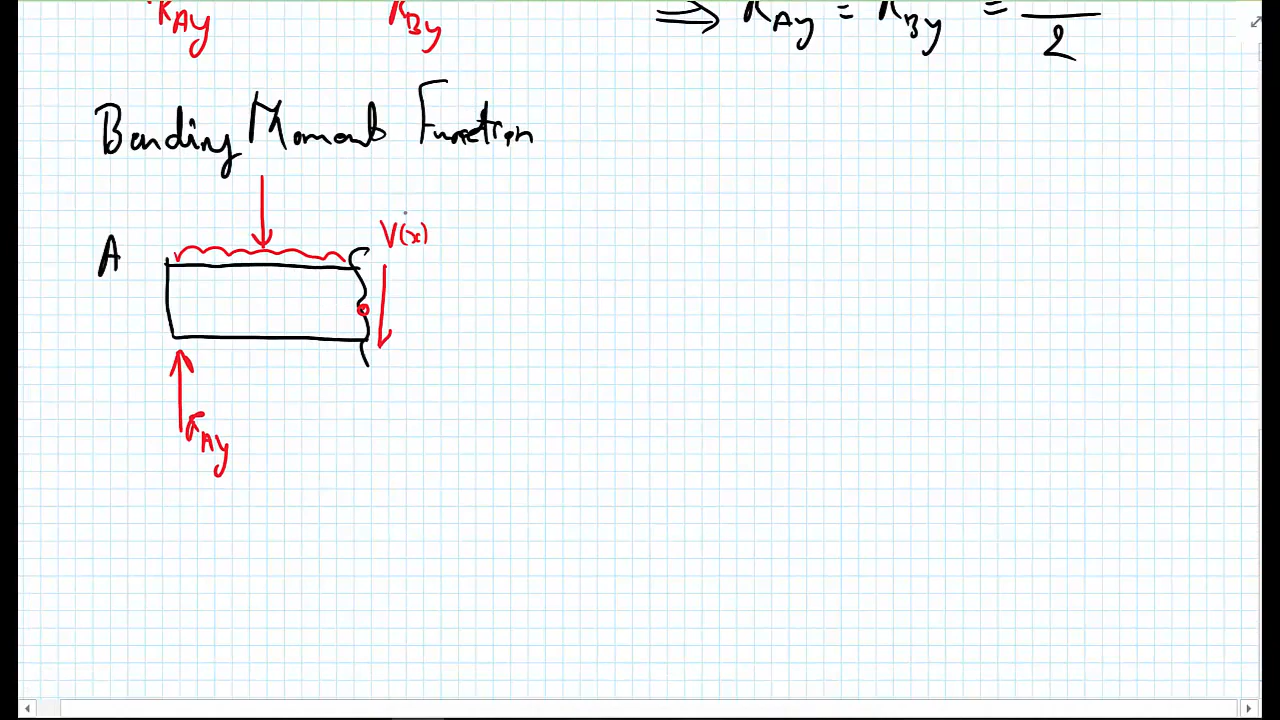 RAy RBy ⇒ RAy = RBy = 2
Bending Moment Function
V(x)
A
RAy